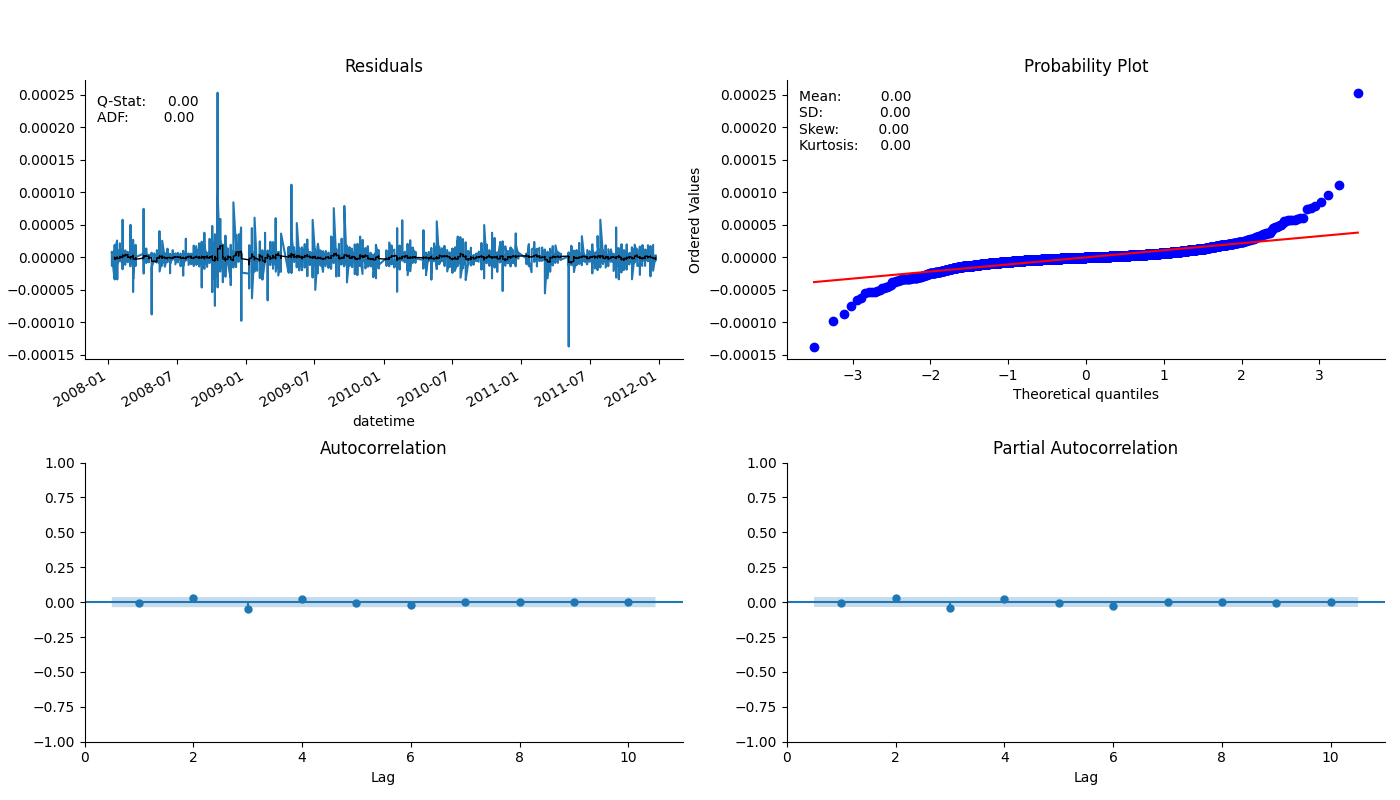 Residuals
Q-Stat: 0.00
ADF: 0.00
0.00025
0.00020
0.00015
0.00010
0.00005
0.00000
−0.00005
−0.00010
−0.00015
2008-01
2008-07
2009-01
2009-07
2010-01
2010-07
2011-01
2011-07
2012-01
datetime
Probability Plot
Mean: 0.00
SD: 0.00
Skew: 0.00
Kurtosis: 0.00
Ordered Values
0.00025
0.00020
0.00015
0.00010
0.00005
0.00000
−0.00005
−0.00010
−0.00015
−3 −2 −1 0 1 2 3
Theoretical quantiles
Autocorrelation
1.00
0.75
0.50
0.25
0.00
−0.25
−0.50
−0.75
−1.00
0 2 4 6 8 10
Lag
Partial Autocorrelation
1.00
0.75
0.50
0.25
0.00
−0.25
−0.50
−0.75
−1.00
0 2 4 6 8 10
Lag